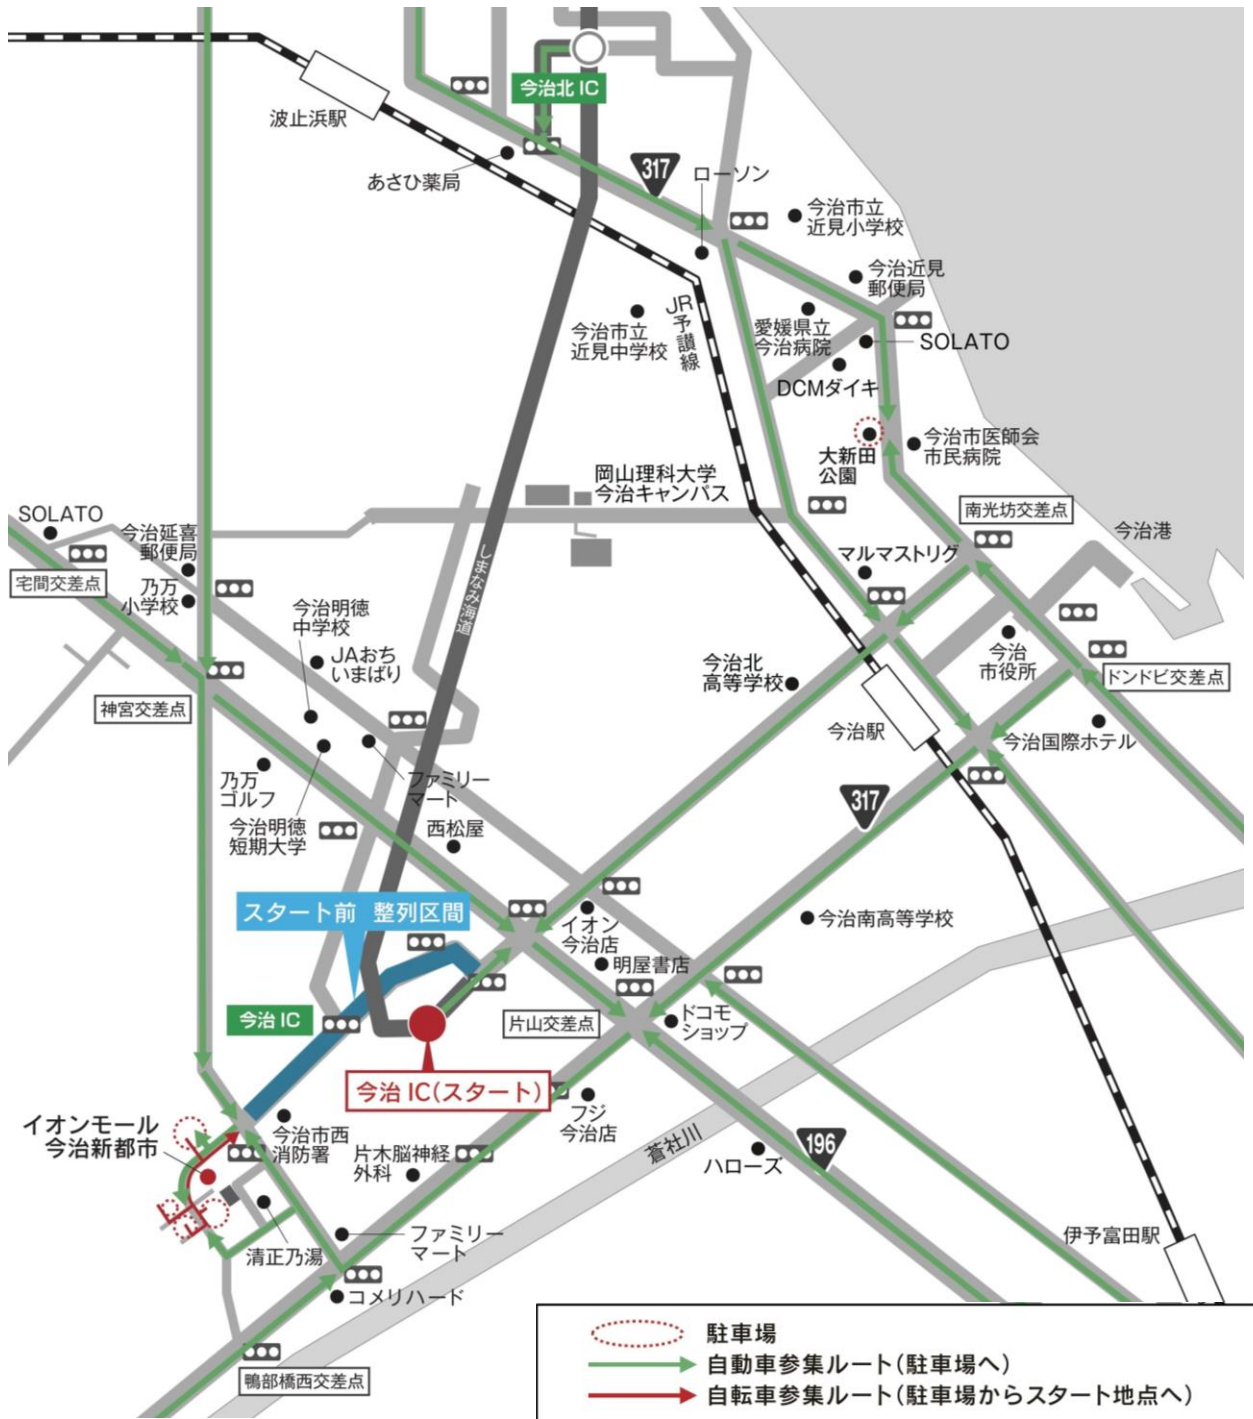 今治北 IC
波止浜駅
あさひ薬局
317
ローソン
今治市立
近見小学校
今治近見
郵便局
今治市立
近見中学校
JR予讃線
愛媛県立
今治病院
SOLATO
DCMダイキ
大新田
公園
今治市医師会
市民病院
岡山理科大学
今治キャンパス
南光坊交差点
今治港
SOLATO
今治延喜
郵便局
宅間交差点
乃万
小学校
しまなみ海道
マルマストリグ
今治明徳
中学校
JAおち
いまばり
今治北
高等学校
今治
市役所
ドンドビ交差点
神宮交差点
今治駅
今治国際ホテル
乃万
ゴルフ
ファミリー
マート
317
今治明徳
短期大学
西松屋
スタート前 整列区間
イオン
今治店
今治南高等学校
明屋書店
今治 IC
片山交差点
ドコモ
ショップ
今治 IC(スタート)
フジ
今治店
イオンモール
今治新都市
今治市西
消防署
片木脳神経
外科
蒼社川
ハローズ
196
清正乃湯
ファミリー
マート
伊予富田駅
コメリハード
鴨部橋西交差点
駐車場
自動車参集ルート(駐車場へ)
自転車参集ルート(駐車場からスタート地点へ)